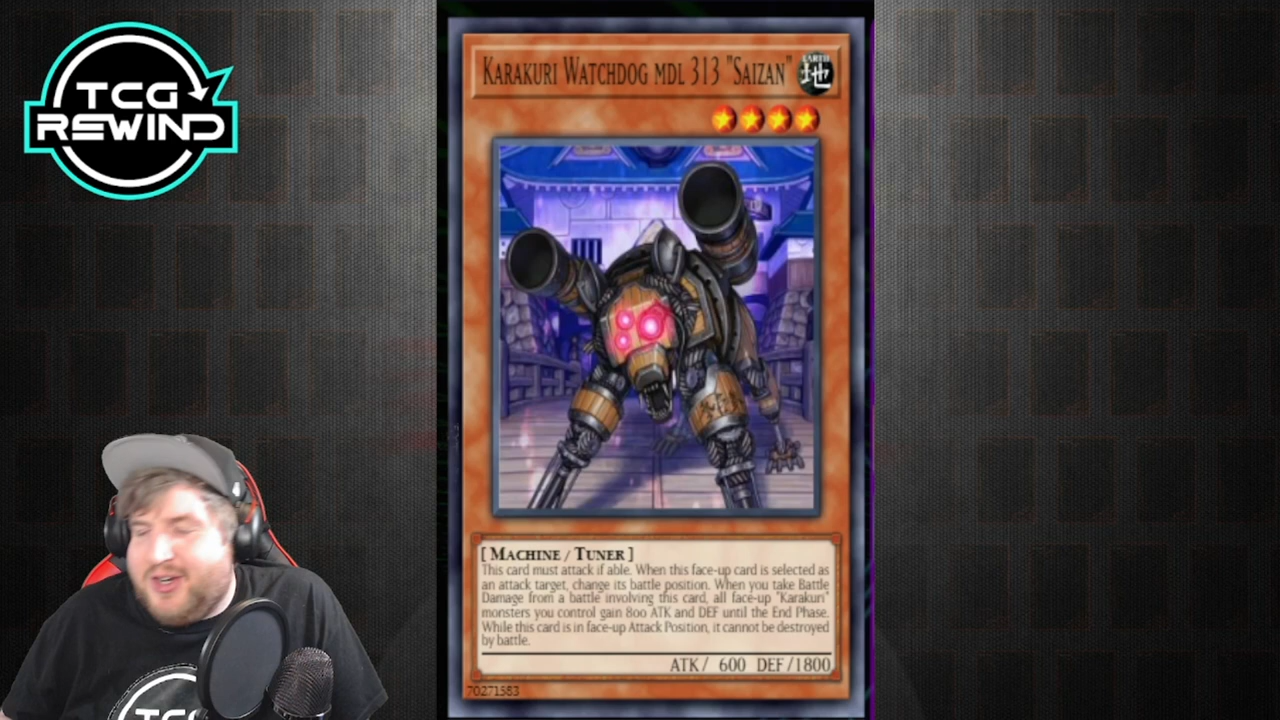 TCG
REWIND
KARAKURI WATCHDOG MDL 313 "SAIZAN"
EARTH
地
[ MACHINE / TUNER ]
This card must attack if able. When this face-up card is selected as
an attack target, change its battle position. When you take Battle
Damage from a battle involving this card, all face-up "Karakuri"
monsters you control gain 800 ATK and DEF until the End Phase.
While this card is in face-up Attack Position, it cannot be destroyed
by battle.
ATK/ 600 DEF/1800
70271583
TCG